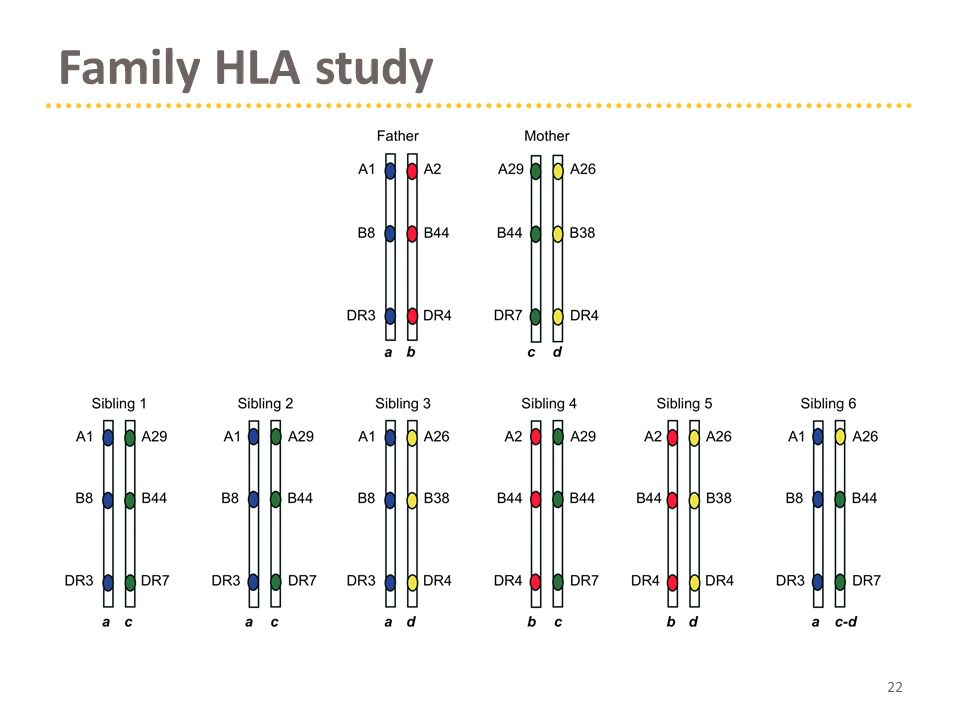 Family HLA study
Father Mother
A1 A2 A29 A26
B8 B44 B44 B38
DR3 DR4 DR7 DR4
a b c d
Sibling 1 Sibling 2 Sibling 3 Sibling 4 Sibling 5 Sibling 6
A1 A29 A1 A29 A1 A26 A2 A29 A2 A26 A1 A26
B8 B44 B8 B44 B8 B38 B44 B44 B44 B38 B8 B44
DR3 DR7 DR3 DR7 DR3 DR4 DR4 DR7 DR4 DR4 DR3 DR7
a c a c a d b c b d a c-d
22